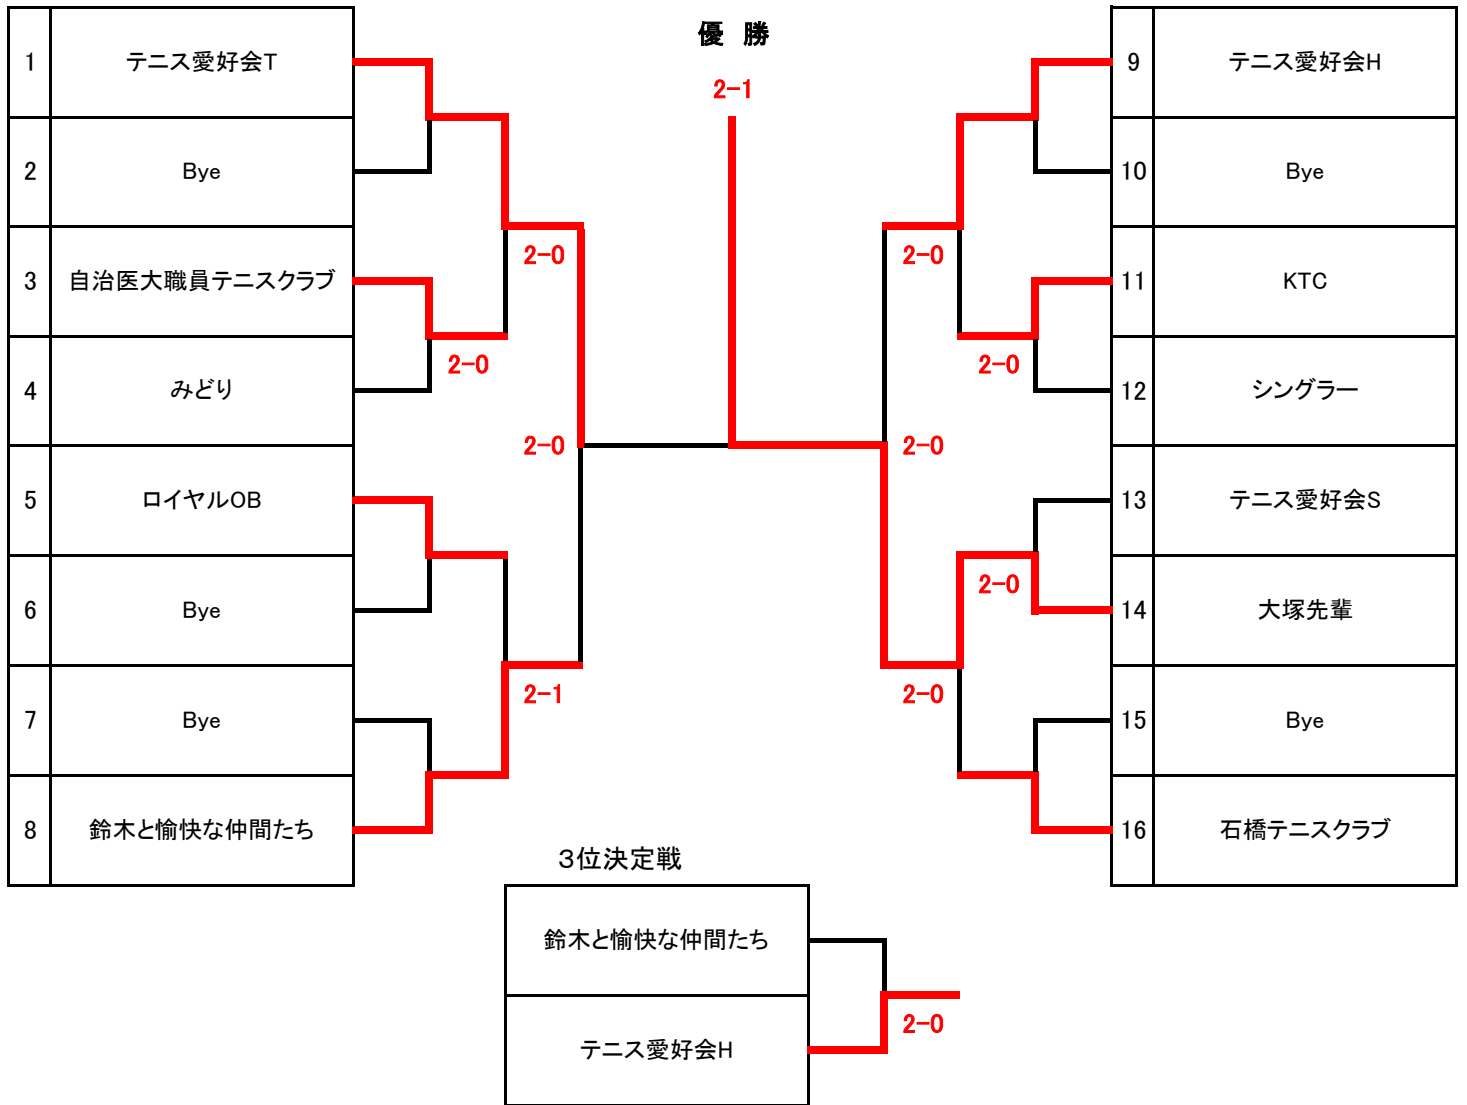 優 勝
2-1
1 テニス愛好会T
2 Bye
3 自治医大職員テニスクラブ
4 みどり
5 ロイヤルOB
6 Bye
7 Bye
8 鈴木と愉快な仲間たち
2-0
2-0
2-0
2-1
9 テニス愛好会H
10 Bye
11 KTC
12 シングラー
13 テニス愛好会S
14 大塚先輩
15 Bye
16 石橋テニスクラブ
2-0
2-0
2-0
2-0
2-0
3位決定戦
鈴木と愉快な仲間たち
テニス愛好会H
2-0